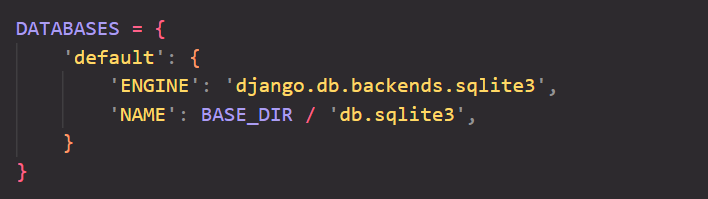 DATABASES = {
    'default': {
        'ENGINE': 'django.db.backends.sqlite3',
        'NAME': BASE_DIR / 'db.sqlite3',
    }
}